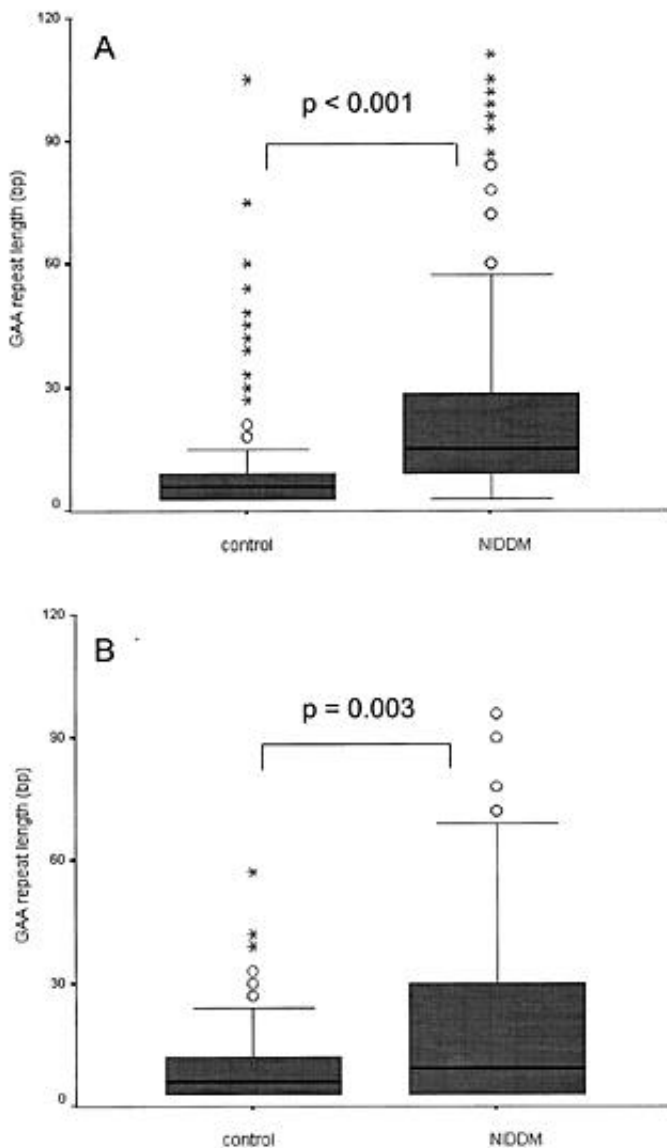 120
A
p < 0.001
90
GAA repeat length (bp)
60
30
0
control NIDDM
120
B
p = 0.003
90
GAA repeat length (bp)
60
30
0
control NIDDM